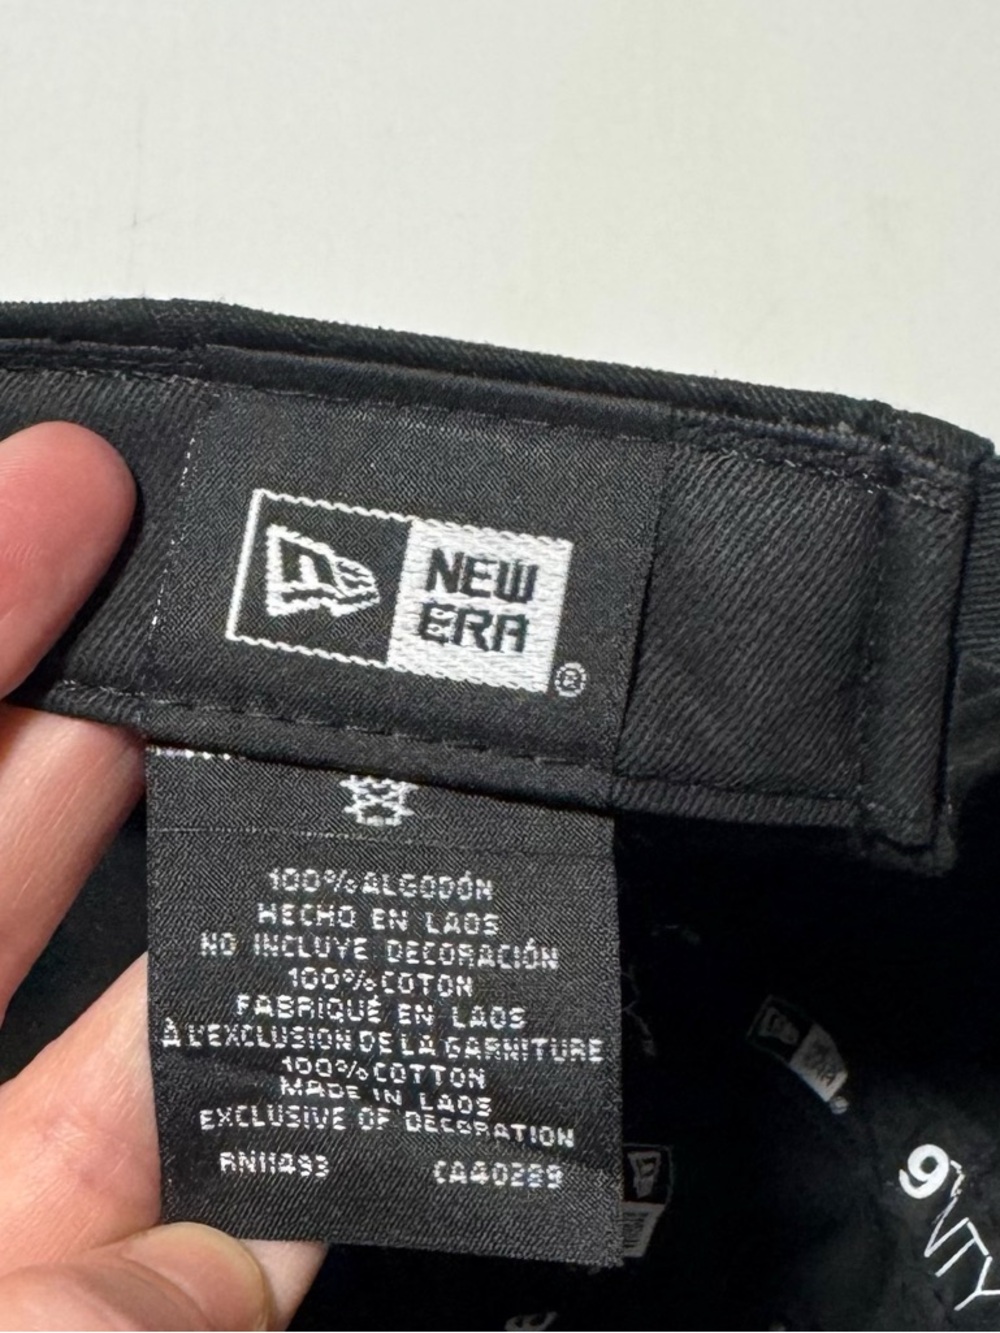 NEW
ERA
®
100% ALGODÓN
HECHO EN LAOS
NO INCLUYE DECORACIÓN
100% COTON
FABRIQUÉ EN LAOS
À L'EXCLUSION DE LA GARNITURE
100% COTTON
MADE IN LAOS
EXCLUSIVE OF DECORATION
RN11493 CA40289
9